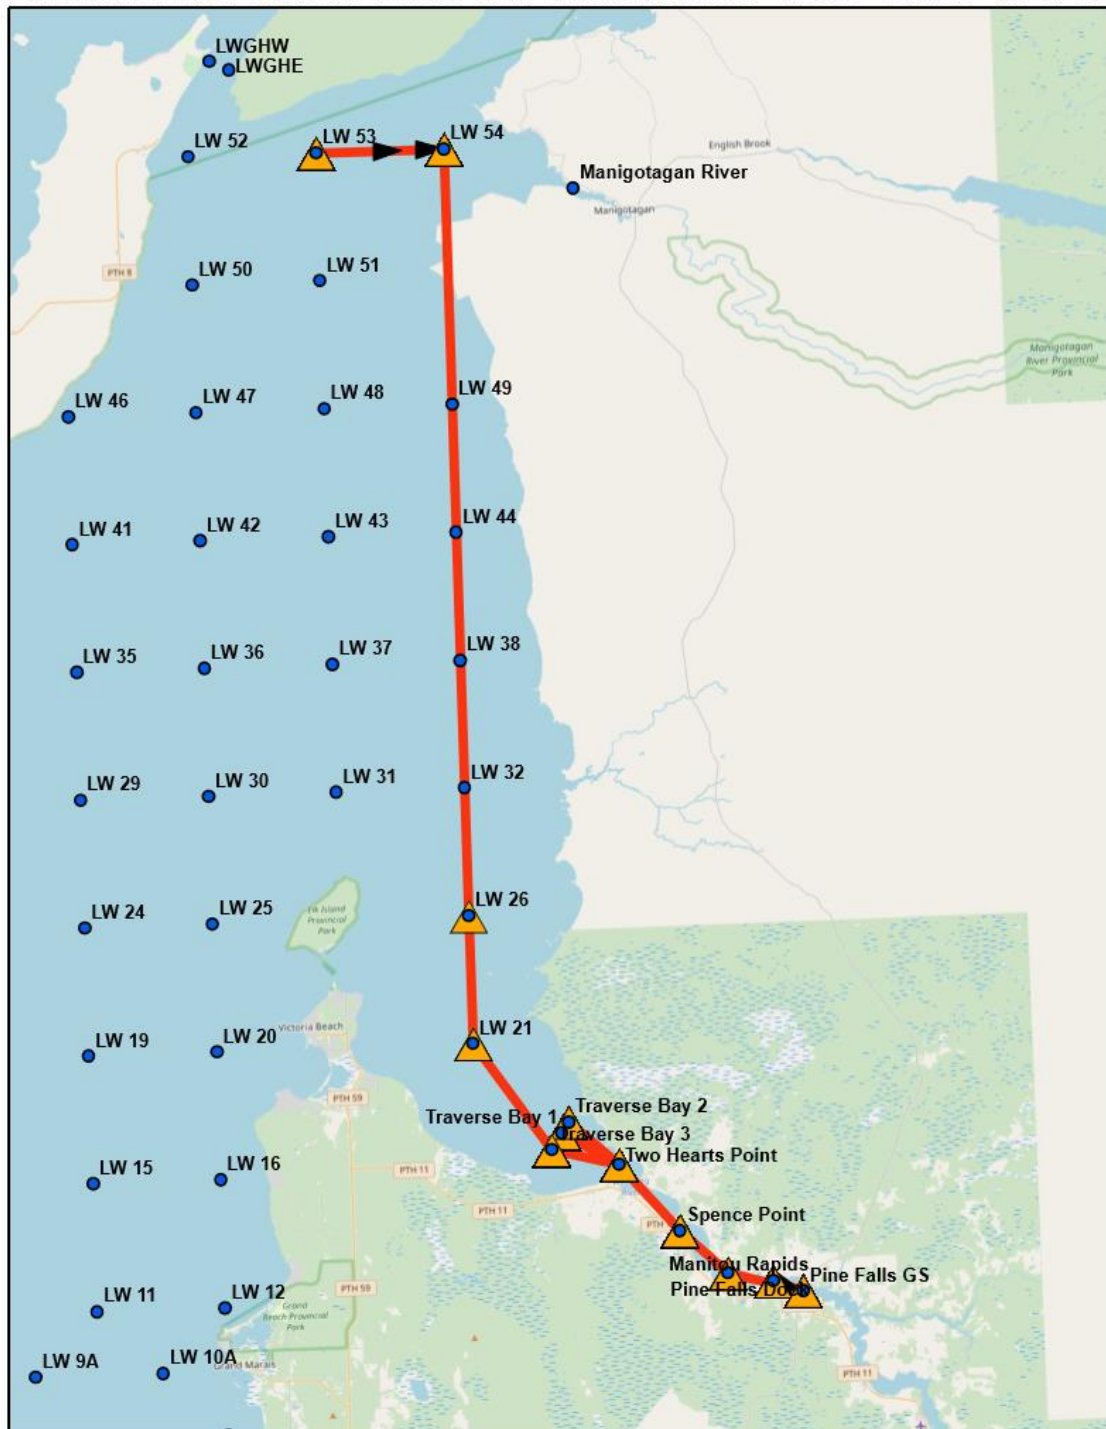 LWGHW
LWGHE
LW 53
LW 54
LW 52
English Brook
Manigotagan River
Manigotagan
PTH 8
LW 50
LW 51
Manigotagan
River Provincial
Park
LW 46
LW 47
LW 48
LW 49
LW 41
LW 42
LW 43
LW 44
LW 35
LW 36
LW 37
LW 38
LW 29
LW 30
LW 31
LW 32
LW 24
LW 25
Elk Island
Provincial
Park
LW 26
LW 19
LW 20
Victoria Beach
LW 21
PTH 59
Traverse Bay 1
Traverse Bay 2
Traverse Bay 3
Two Hearts Point
LW 15
LW 16
PTH 11
PTH 11
PTH
Spence Point
Manitou Rapids
Pine Falls GS
Pine Falls Dock
LW 11
LW 12
PTH 59
Grand
Beach Provincial
Park
LW 9A
LW 10A
Grand Marais
PTH 11